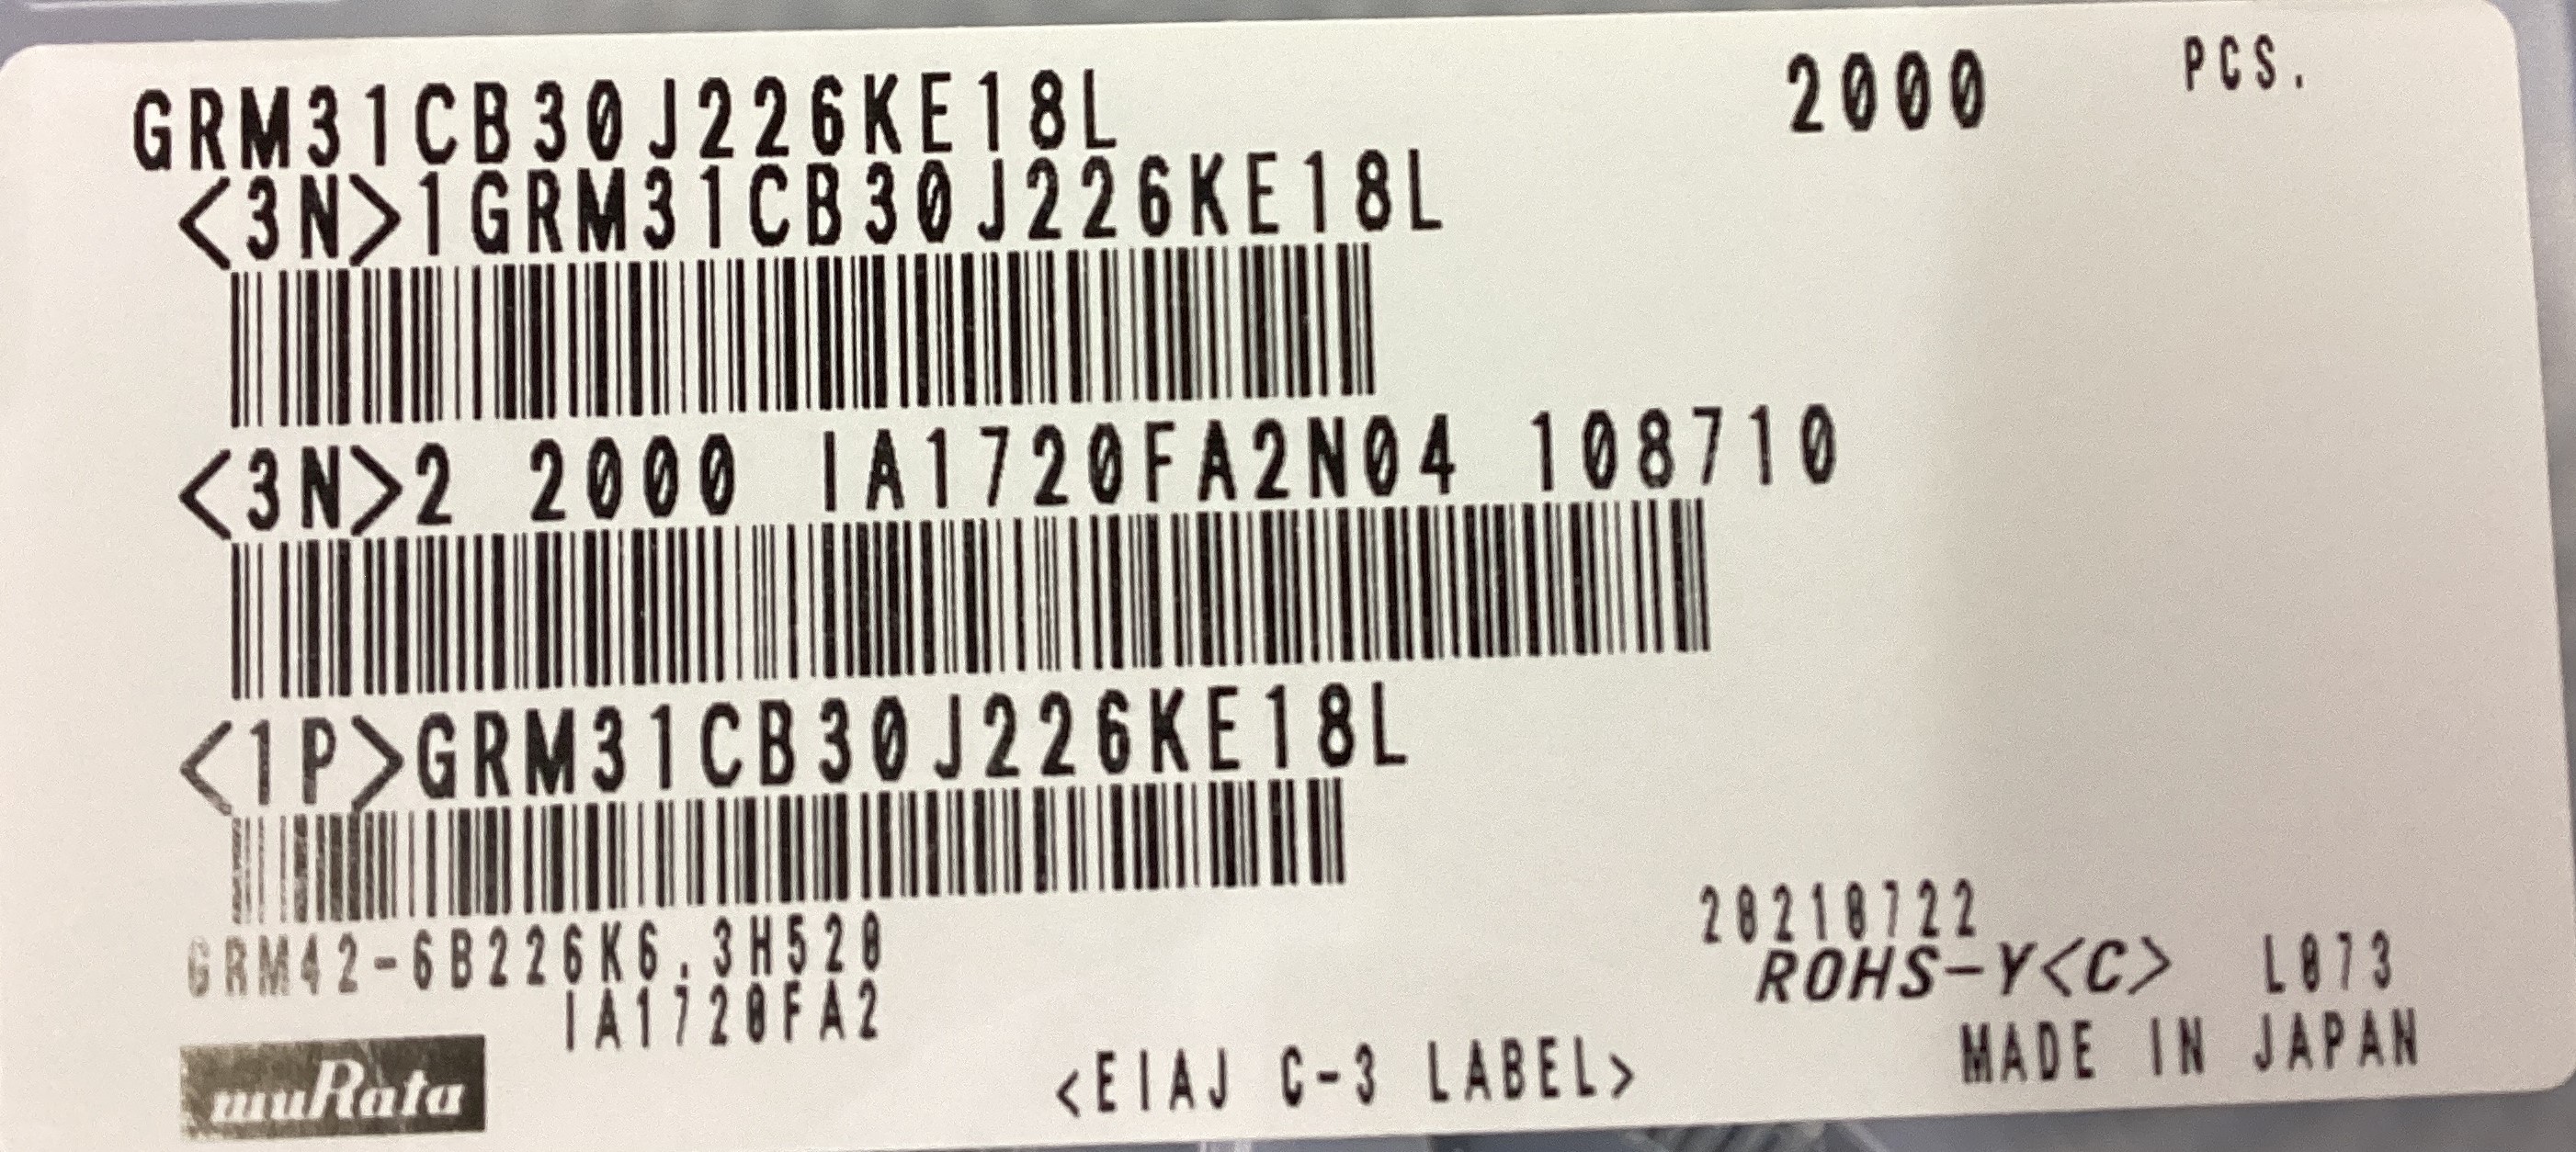 GRM31CB30J226KE18L 2000 PCS.
<3N>1GRM31CB30J226KE18L
<3N>2 2000 IA1720FA2N04 108710
<1P>GRM31CB30J226KE18L
GRM42-6B226K6.3H520 20210722
IA1720FA2 ROHS-Y<C> L073
muRata <EIAJ C-3 LABEL> MADE IN JAPAN